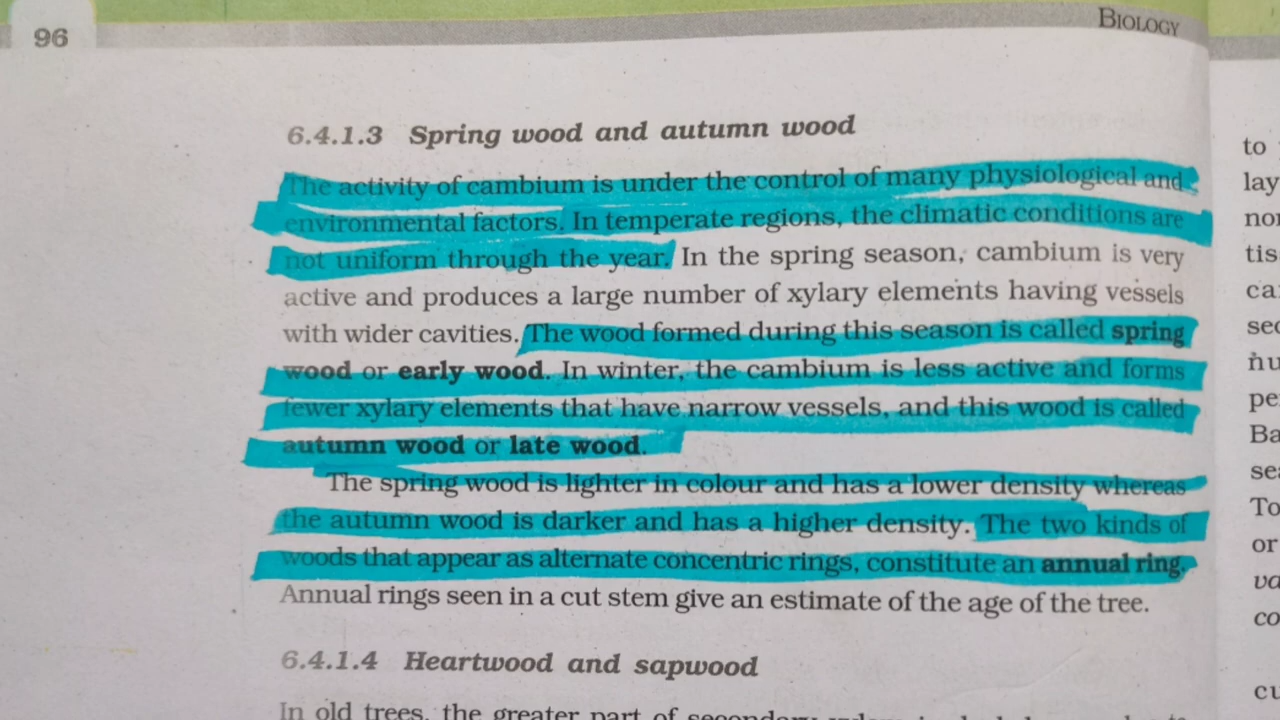 96
BIOLOGY
6.4.1.3 Spring wood and autumn wood
The activity of cambium is under the control of many physiological and
environmental factors. In temperate regions, the climatic conditions are
not uniform through the year. In the spring season, cambium is very
active and produces a large number of xylary elements having vessels
with wider cavities. The wood formed during this season is called spring
wood or early wood. In winter, the cambium is less active and forms
fewer xylary elements that have narrow vessels, and this wood is called
autumn wood or late wood.
The spring wood is lighter in colour and has a lower density whereas
the autumn wood is darker and has a higher density. The two kinds of
woods that appear as alternate concentric rings, constitute an annual ring.
Annual rings seen in a cut stem give an estimate of the age of the tree.
6.4.1.4 Heartwood and sapwood
In old trees, the greater part of secondary
to